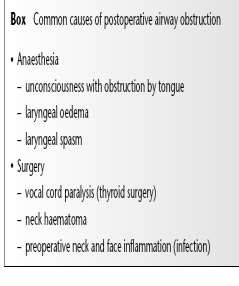 Box Common causes of postoperative airway obstruction
• Anaesthesia
– unconsciousness with obstruction by tongue
– laryngeal oedema
– laryngeal spasm
• Surgery
– vocal cord paralysis (thyroid surgery)
– neck haematoma
– preoperative neck and face inflammation (infection)